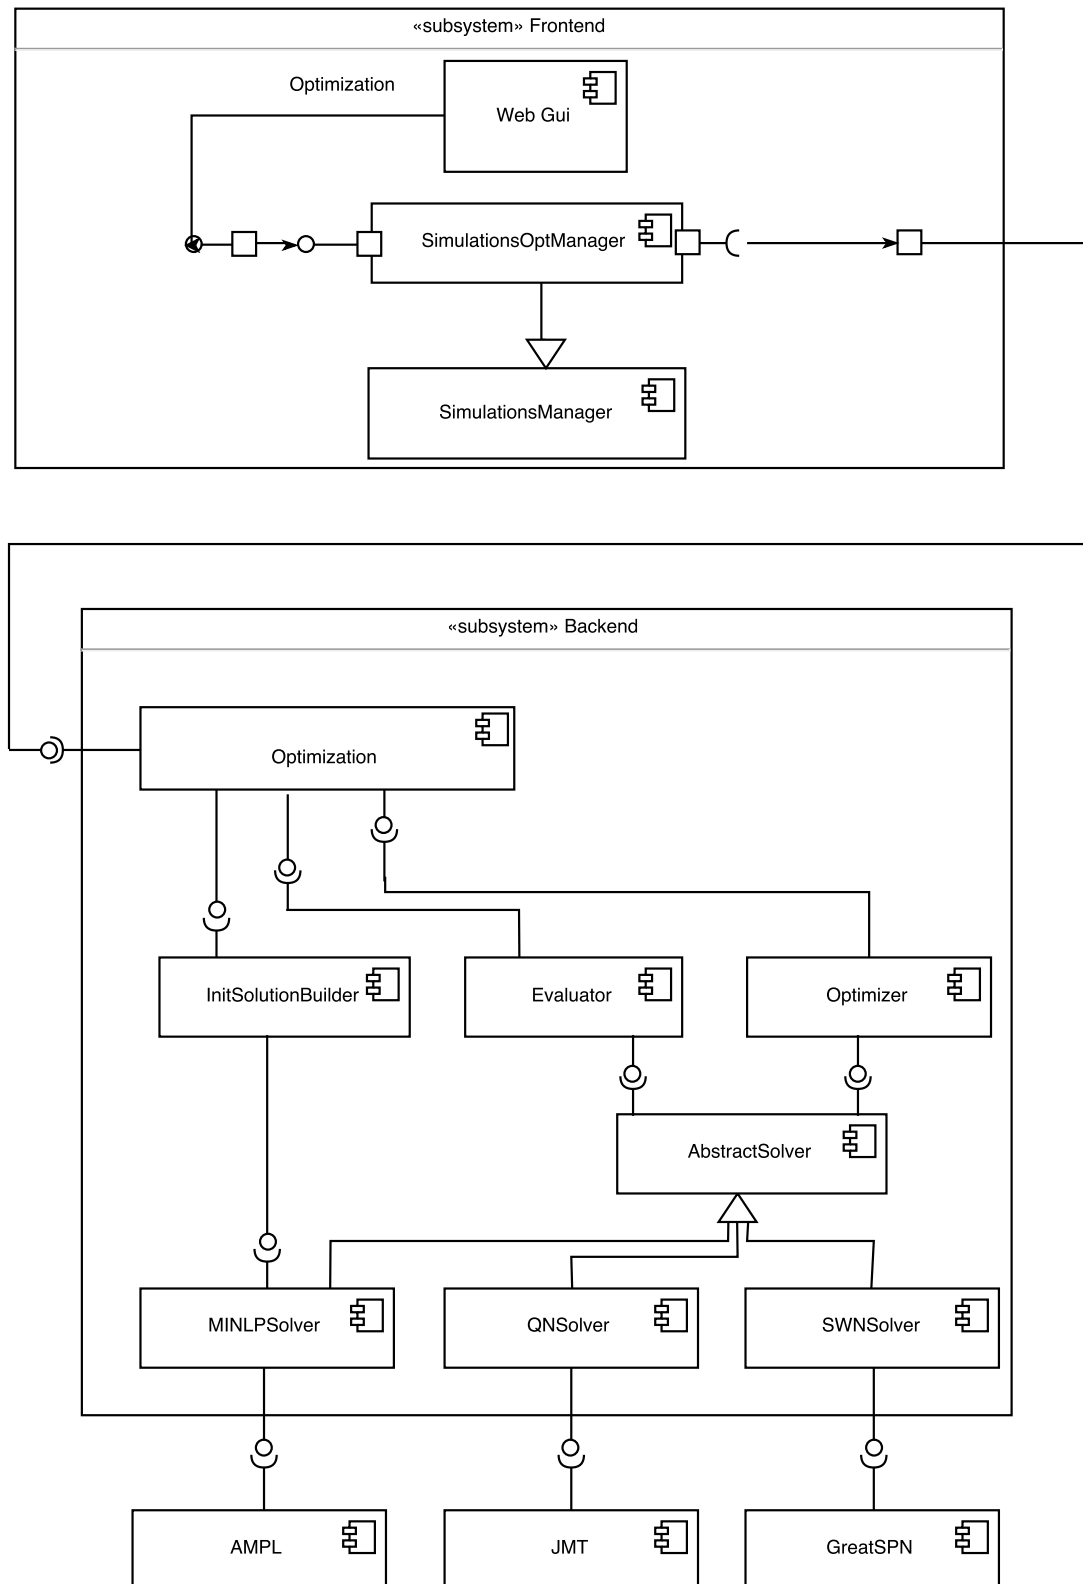 «subsystem» Frontend
Optimization
Web Gui
SimulationsOptManager
SimulationsManager
«subsystem» Backend
Optimization
InitSolutionBuilder
Evaluator
Optimizer
AbstractSolver
MINLPSolver
QNSolver
SWNSolver
AMPL
JMT
GreatSPN